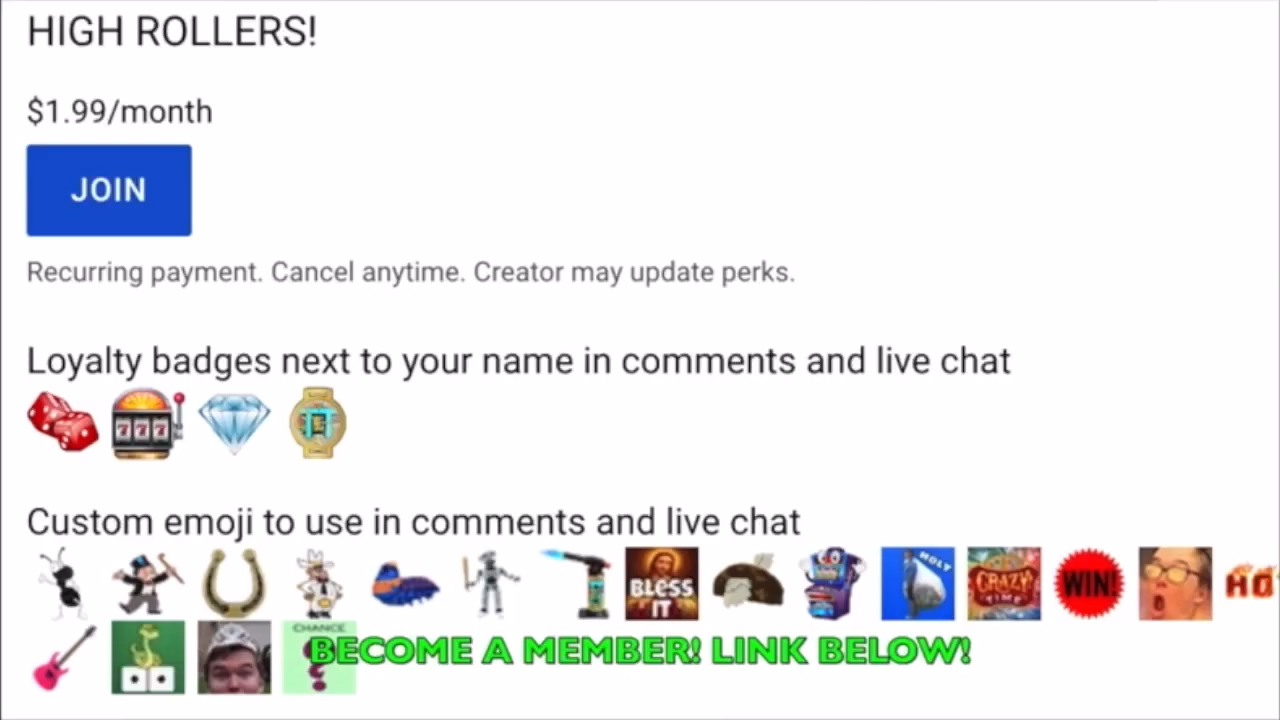 HIGH ROLLERS!
$1.99/month
JOIN
Recurring payment. Cancel anytime. Creator may update perks.
Loyalty badges next to your name in comments and live chat
777
Custom emoji to use in comments and live chat
BLESS
IT
HOLY
CRAZY
TIME
WIN!
HO
CHANCE
BECOME A MEMBER! LINK BELOW!